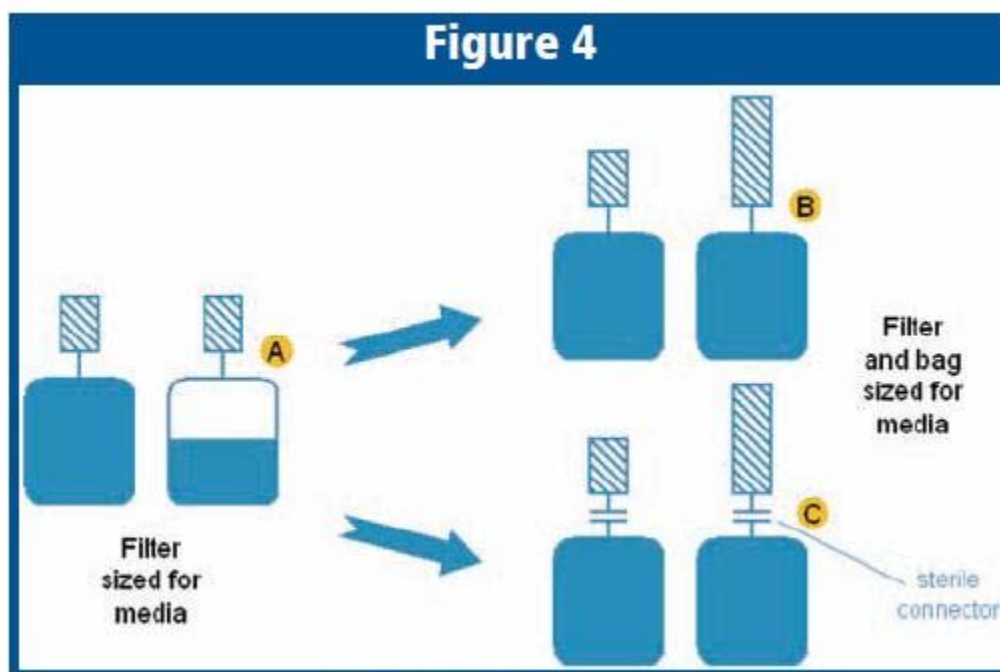 Figure 4
A
Filter
sized for
media
B
Filter
and bag
sized for
media
C
sterile
connector